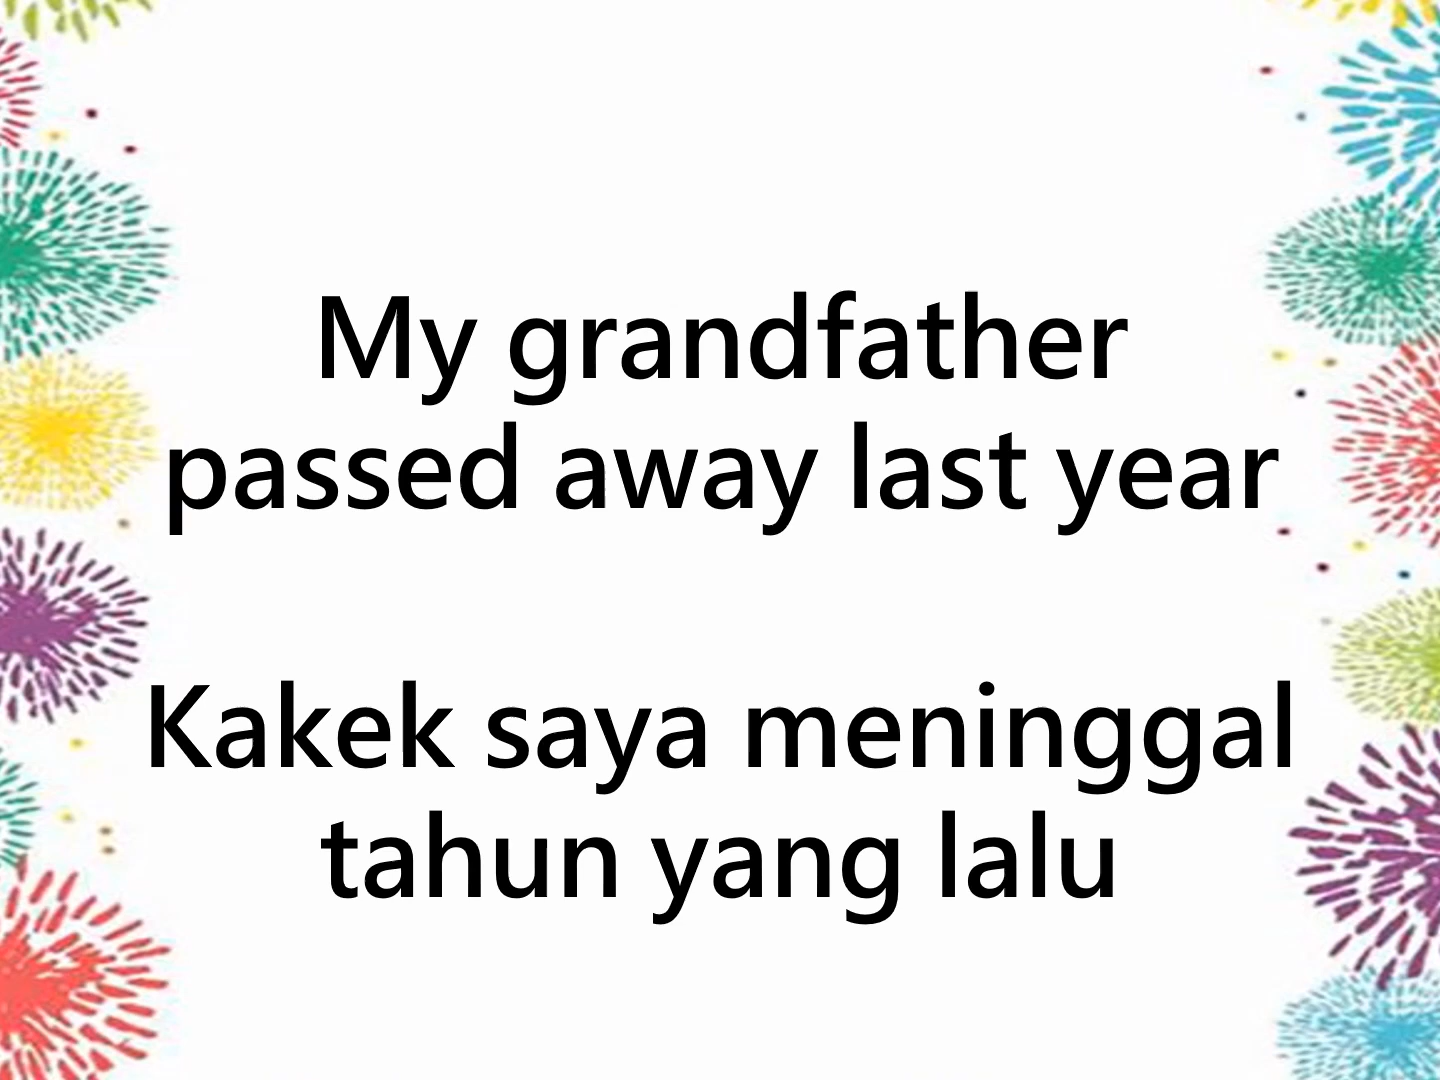 My grandfather
passed away last year
Kakek saya meninggal
tahun yang lalu